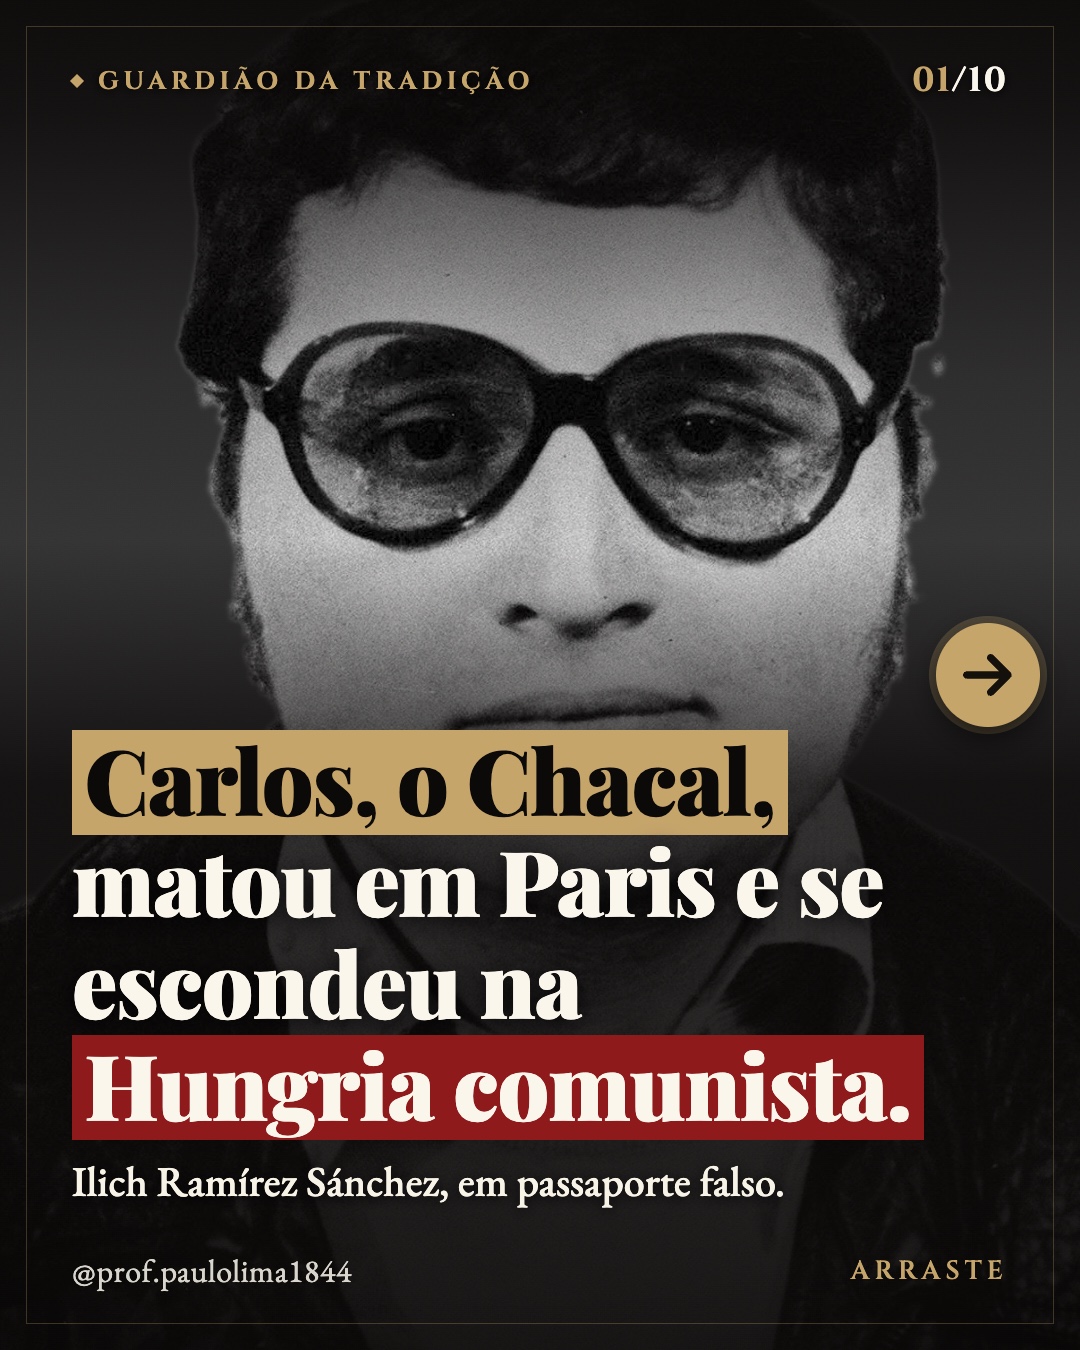 GUARDIÃO DA TRADIÇÃO
01/10
Carlos, o Chacal,
matou em Paris e se
escondeu na
Hungria comunista.
Ilich Ramírez Sánchez, em passaporte falso.
@prof.paulolima1844
ARRASTE